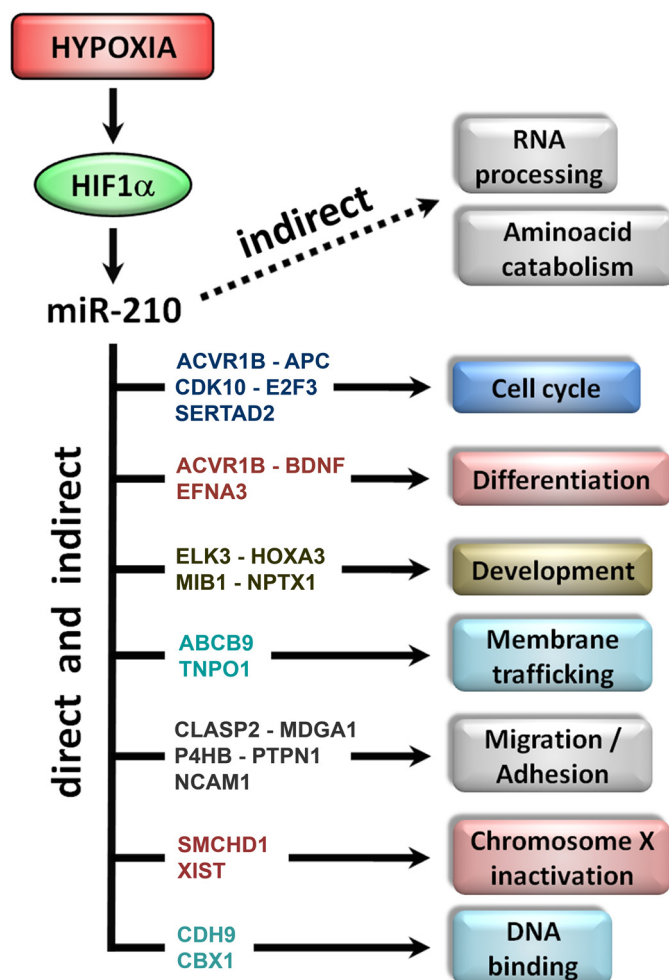 HYPOXIA
HIF1α
miR-210
indirect
RNA
processing
Aminoacid
catabolism
direct and indirect
ACVR1B - APC
CDK10 - E2F3
SERTAD2
Cell cycle
ACVR1B - BDNF
EFNA3
Differentiation
ELK3 - HOXA3
MIB1 - NPTX1
Development
ABCB9
TNPO1
Membrane
trafficking
CLASP2 - MDGA1
P4HB - PTPN1
NCAM1
Migration /
Adhesion
SMCHD1
XIST
Chromosome X
inactivation
CDH9
CBX1
DNA
binding